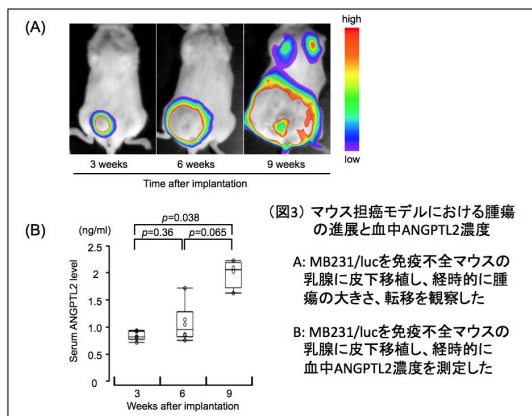 (A)
high
low
3 weeks
6 weeks
9 weeks
Time after implantation
(B)
(ng/ml)
p=0.038
p=0.36
p=0.065
2.5
2.0
1.5
1.0
0.5
0
Serum ANGPTL2 level
3
6
9
Weeks after implantation
(図3) マウス担癌モデルにおける腫瘍
の進展と血中ANGPTL2濃度
A: MB231/lucを免疫不全マウスの
乳腺に皮下移植し、経時的に腫
瘍の大きさ、転移を観察した
B: MB231/lucを免疫不全マウスの
乳腺に皮下移植し、経時的に
血中ANGPTL2濃度を測定した